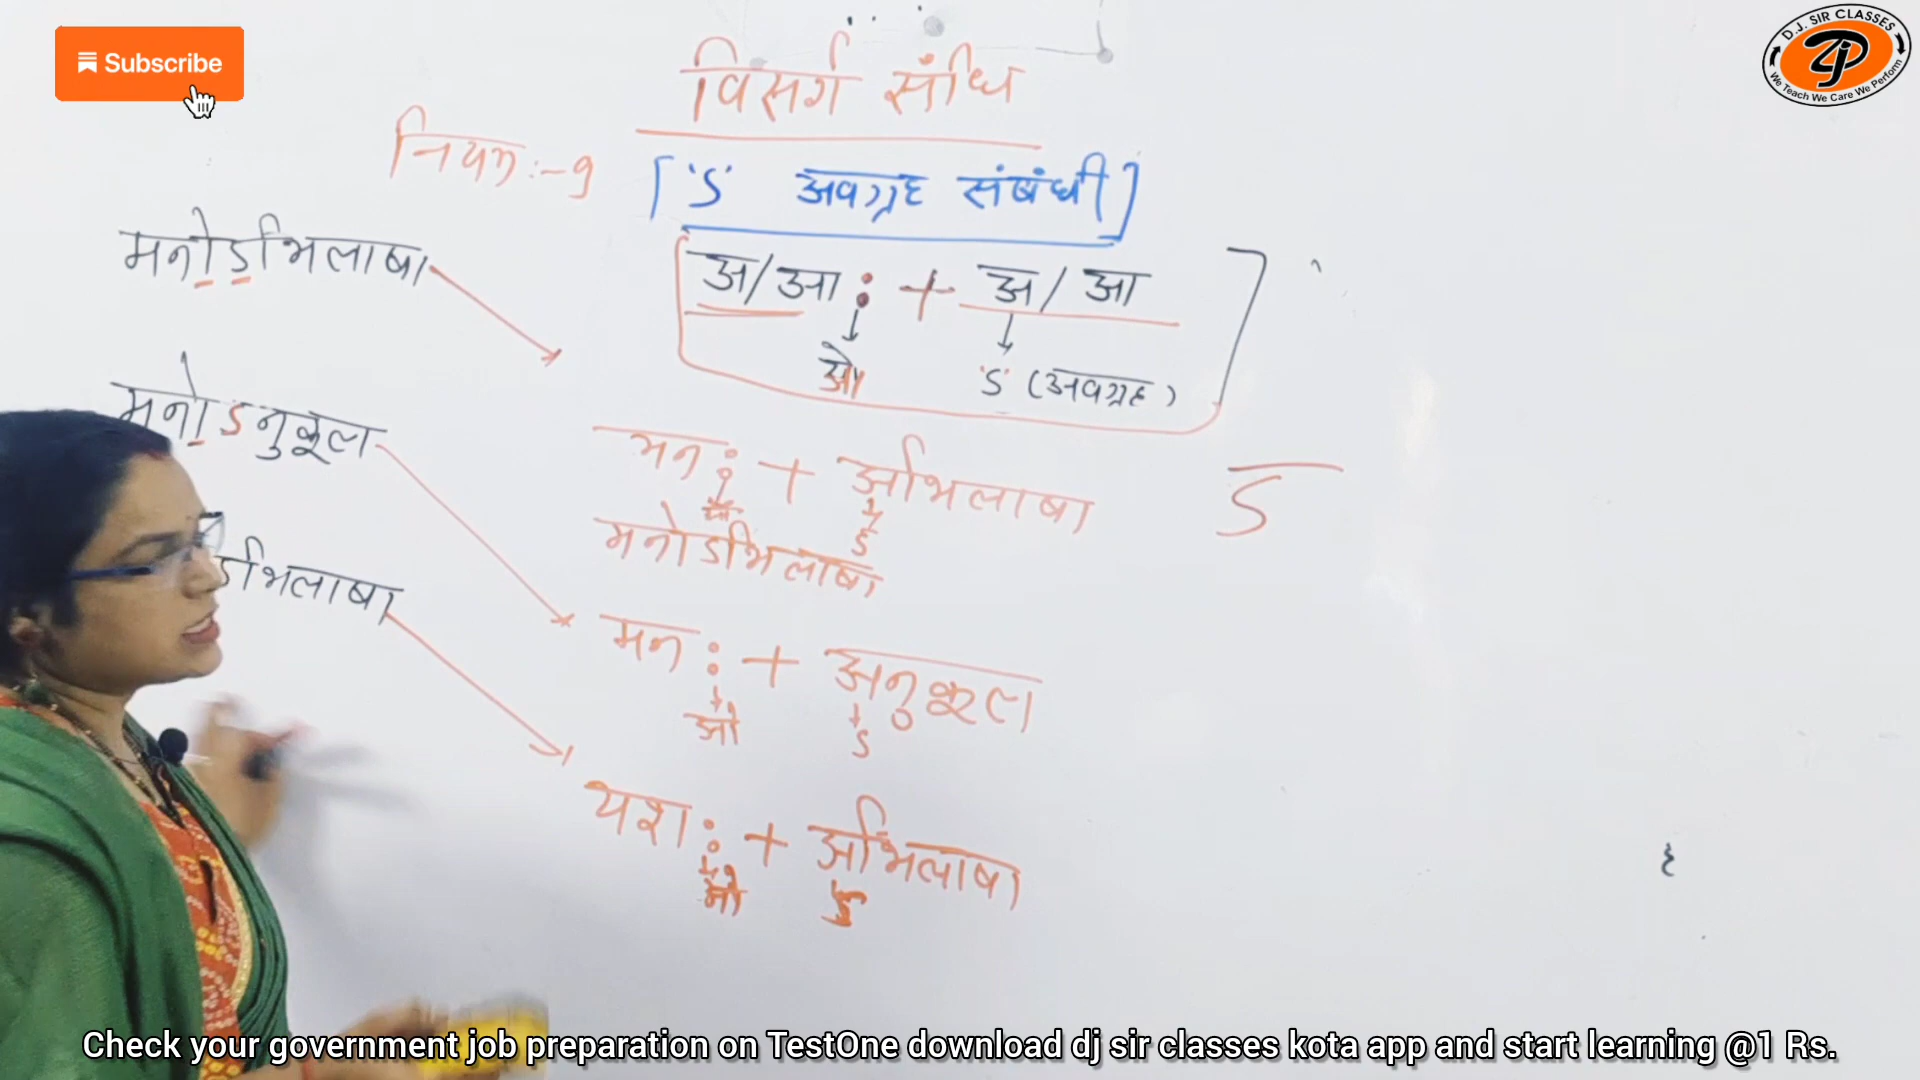 Subscribe
D.J. SIR CLASSES
We Teach We Care We Perform
विसर्ग संधि
नियम:-9
['ऽ' अवग्रह संबंधी]
अ/आ : + अ/आ
ओ 'ऽ' (अवग्रह)
मनोऽभिलाषा
मनोऽनुकूल
ऽभिलाषा
मन: + अभिलाषा
ऽ
ऽ
मनोऽभिलाषा
मन: + अनुकूल
ओ ऽ
यश: + अभिलाषा
ओ ऽ
Check your government job preparation on TestOne download dj sir classes kota app and start learning @1 Rs.